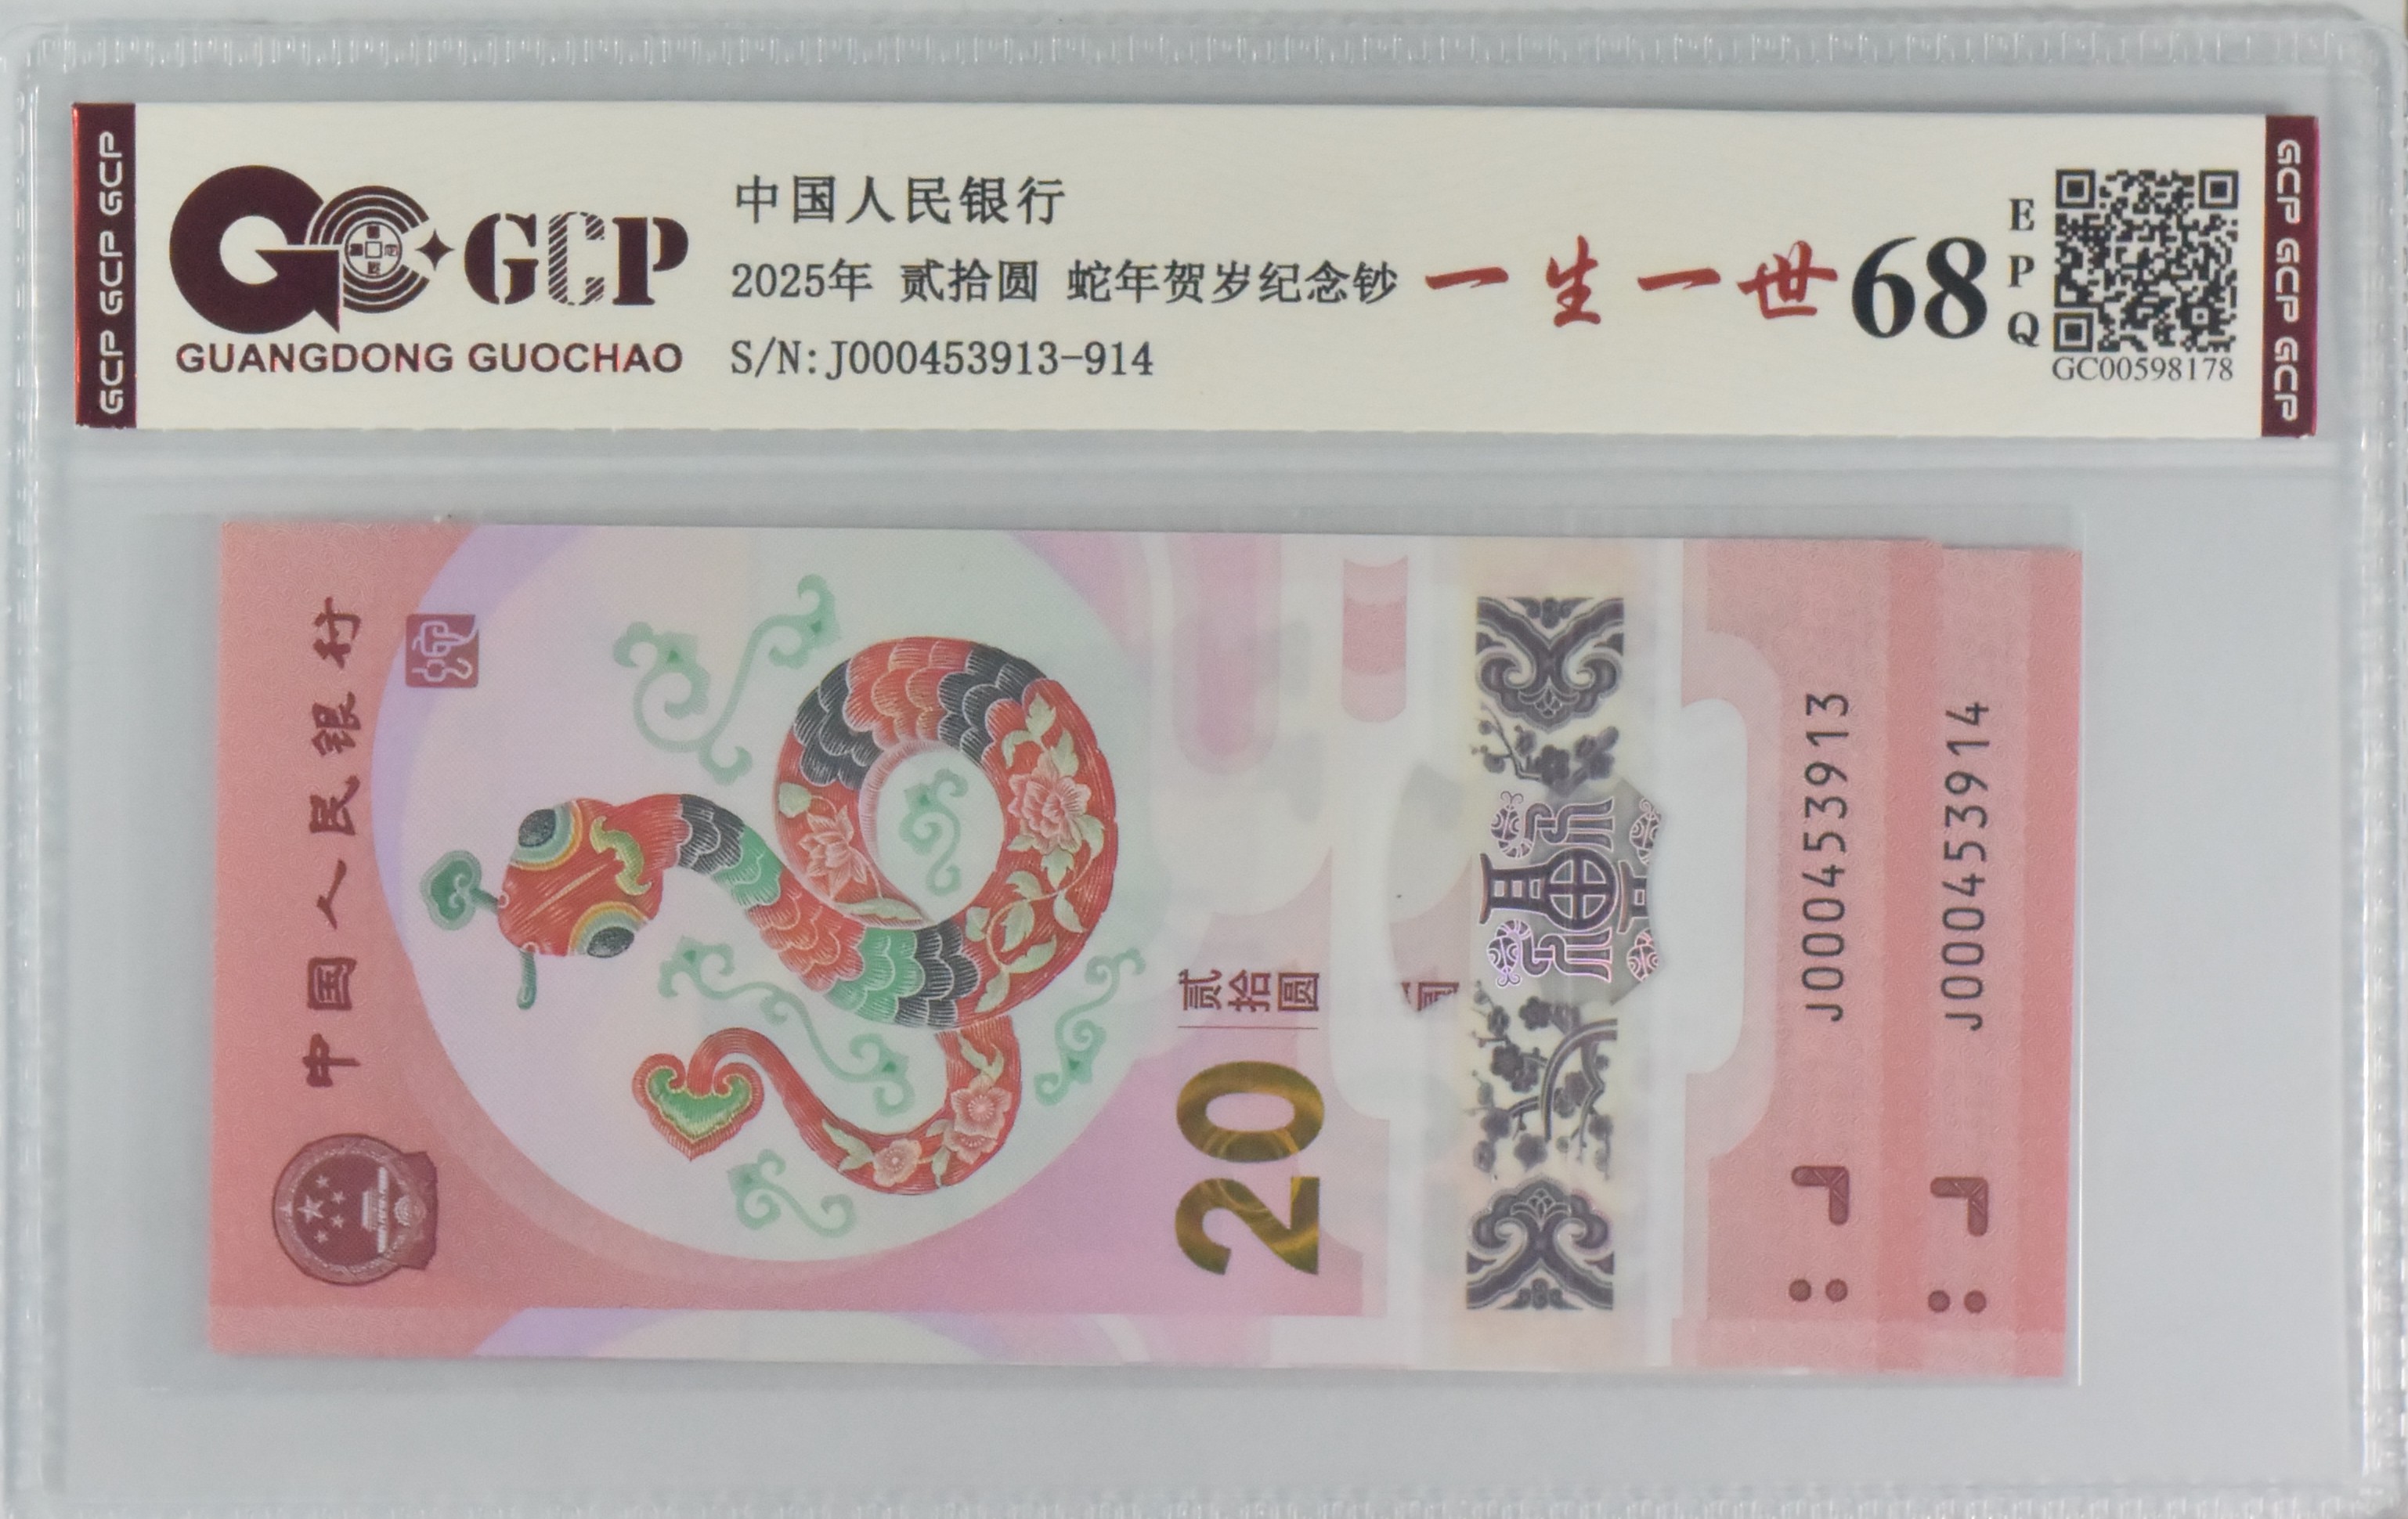 GCP GCP GCP
GCP
GUANGDONG GUOCHAO
中国人民银行
2025年 贰拾圆 蛇年贺岁纪念钞
S/N:J000453913-914
一生一世
68
EPQ
GC00598178
GCP GCP GCP
中国人民银行
20
贰拾圆
J000453913
J000453914